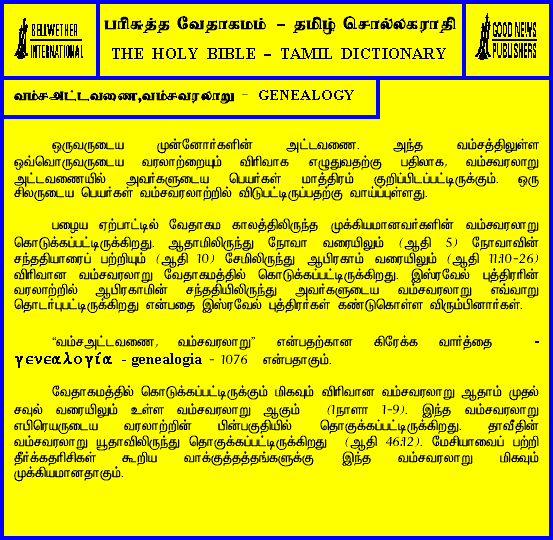 BELLWETHER
INTERNATIONAL
பரிசுத்த வேதாகமம் - தமிழ் சொல்லகராதி
THE HOLY BIBLE - TAMIL DICTIONARY
GOOD NEWS
PUBLISHERS
வம்சஅட்டவணை,வம்சவரலாறு - GENEALOGY
ஒருவருடைய முன்னோர்களின் அட்டவணை. அந்த வம்சத்திலுள்ள
ஒவ்வொருவருடைய வரலாற்றையும் விரிவாக எழுதுவதற்கு பதிலாக, வம்சவரலாறு
அட்டவணையில் அவர்களுடைய பெயர்கள் மாத்திரம் குறிப்பிடப்பட்டிருக்கும். ஒரு
சிலருடைய பெயர்கள் வம்சவரலாற்றில் விடுபட்டிருப்பதற்கு வாய்ப்புள்ளது.
பழைய ஏற்பாட்டில் வேதாகம காலத்திலிருந்த முக்கியமானவர்களின் வம்சவரலாறு
கொடுக்கப்பட்டிருக்கிறது. ஆதாமிலிருந்து நோவா வரையிலும் (ஆதி 5) நோவாவின்
சந்ததியாரைப் பற்றியும் (ஆதி 10) சேமிலிருந்து ஆபிரகாம் வரையிலும் (ஆதி 11:10-26)
விரிவான வம்சவரலாறு வேதாகமத்தில் கொடுக்கப்பட்டிருக்கிறது. இஸ்ரவேல் புத்திரரின்
வரலாற்றில் ஆபிரகாமின் சந்ததியிலிருந்து அவர்களுடைய வம்சவரலாறு எவ்வாறு
தொடர்புபட்டிருக்கிறது என்பதை இஸ்ரவேல் புத்திரர்கள் கண்டுகொள்ள விரும்பினார்கள்.
“வம்சஅட்டவணை, வம்சவரலாறு” என்பதற்கான கிரேக்க வார்த்தை -
γενεαλογία - genealogia - 1076 என்பதாகும்.
வேதாகமத்தில் கொடுக்கப்பட்டிருக்கும் மிகவும் விரிவான வம்சவரலாறு ஆதாம் முதல்
சவுல் வரையிலும் உள்ள வம்சவரலாறு ஆகும் (1நாளா 1-9). இந்த வம்சவரலாறு
எபிரெயருடைய வரலாற்றின் பின்பகுதியில் தொகுக்கப்பட்டிருக்கிறது. தாவீதின்
வம்சவரலாறு யூதாவிலிருந்து தொகுக்கப்பட்டிருக்கிறது (ஆதி 46:12). மேசியாவைப் பற்றி
தீர்க்கதரிசிகள் கூறிய வாக்குத்தத்தங்களுக்கு இந்த வம்சவரலாறு மிகவும்
முக்கியமானதாகும்.